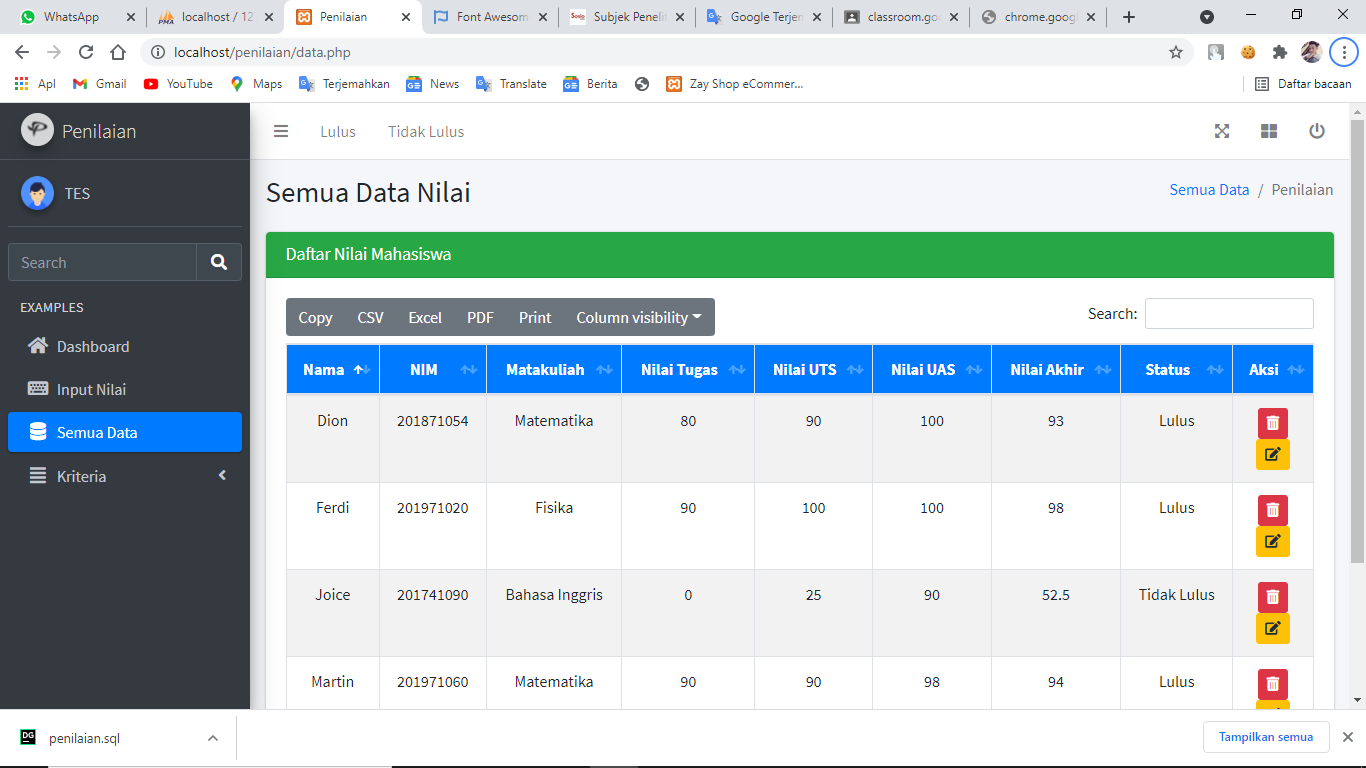 WhatsApp
localhost / 12
Penilaian
Font Awesom
Subjek Peneli
Google Terjem
classroom.goo
chrome.googl
localhost/penilaian/data.php
Apl
Gmail
YouTube
Maps
Terjemahkan
News
Translate
Berita
Zay Shop eCommer...
Daftar bacaan
Penilaian
Lulus
Tidak Lulus
TES
Semua Data Nilai
Semua Data / Penilaian
Search
EXAMPLES
Dashboard
Input Nilai
Semua Data
Kriteria
Daftar Nilai Mahasiswa
Copy CSV Excel PDF Print Column visibility
Search:
Nama NIM Matakuliah Nilai Tugas Nilai UTS Nilai UAS Nilai Akhir Status Aksi
Dion 201871054 Matematika 80 90 100 93 Lulus
Ferdi 201971020 Fisika 90 100 100 98 Lulus
Joice 201741090 Bahasa Inggris 0 25 90 52.5 Tidak Lulus
Martin 201971060 Matematika 90 90 98 94 Lulus
DG penilaian.sql
Tampilkan semua